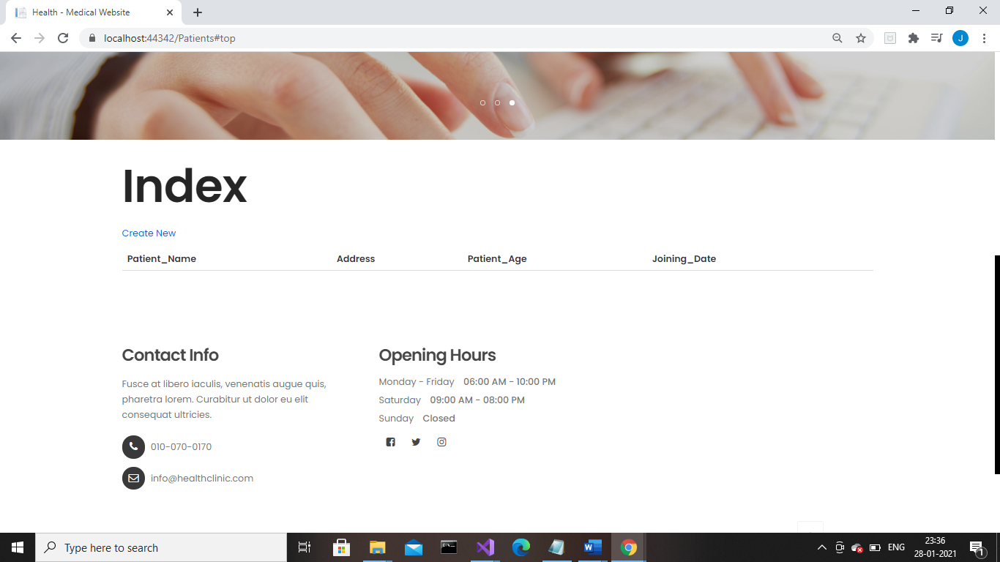 Health - Medical Website
localhost:44342/Patients#top
J
Index
Create New
Patient_Name Address Patient_Age Joining_Date
Contact Info
Fusce at libero iaculis, venenatis augue quis,
pharetra lorem. Curabitur ut dolor eu elit
consequat ultricies.
010-070-0170
info@healthclinic.com
Opening Hours
Monday - Friday 06:00 AM - 10:00 PM
Saturday 09:00 AM - 08:00 PM
Sunday Closed
Type here to search
ENG
23:36
28-01-2021
1